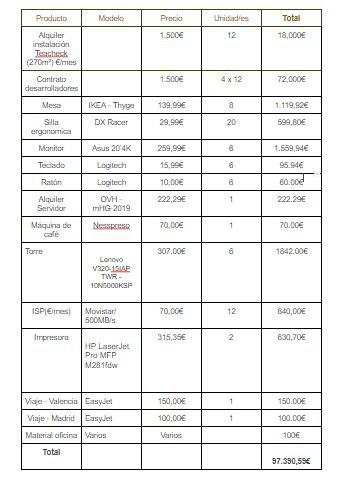 Producto Modelo Precio Unidad/es Total
Alquiler instalación Teacheck (270m²) €/mes 1,500€ 12 18,000€
Contrato desarrolladores 1.500€ 4 x 12 72,000€
Mesa IKEA - Thyge 139,99€ 8 1.119,92€
Silla ergonomica DX Racer 29,99€ 20 599,80€
Monitor Asus 20'4K 259,99€ 6 1.559,94€
Teclado Logitech 15,99€ 6 95.94€
Ratón Logitech 10,00€ 6 60.00€
Alquiler Servidor OVH - mHG-2019 222,29€ 1 222.29€
Máquina de café Nesspreso 70,00€ 1 70.00€
Torre Lenovo V320-15IAP TWR - 10N5000KSP 307,00€ 6 1842.00€
ISP(€/mes) Movistar/ 500MB/s 70,00€ 12 840,00€
Impresora HP LaserJet Pro MFP M281fdw 315,35€ 2 630,70€
Viaje - Valencia EasyJet 150,00€ 1 150.00€
Viaje - Madrid EasyJet 100,00€ 1 100.00€
Material oficina Varios Varios 100€
Total 97.390,59€